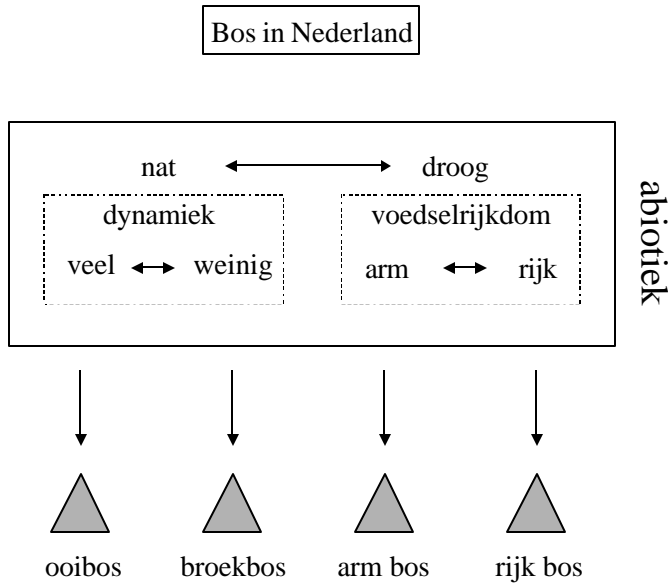 Bos in Nederland
nat droog
dynamiek voedselrijkdom
veel weinig arm rijk
abiotiek
ooibos broekbos arm bos rijk bos